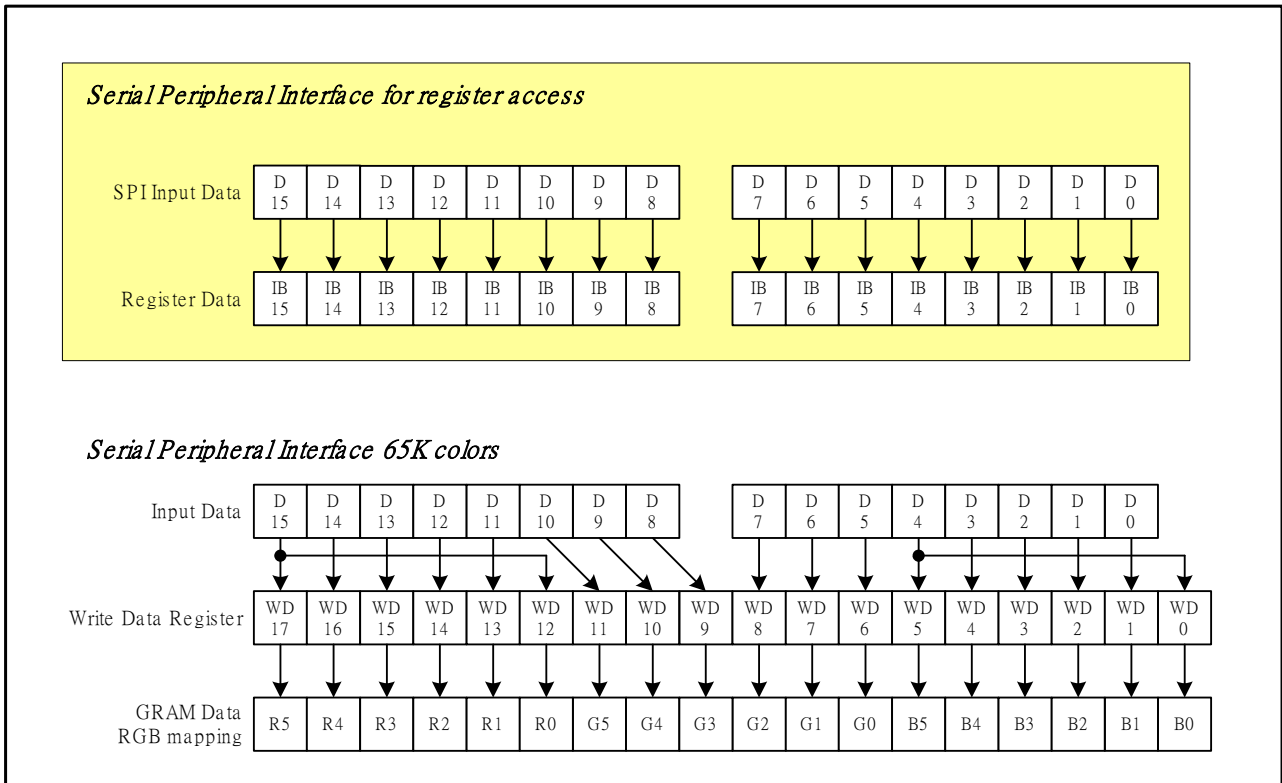 Serial Peripheral Interface for register access
SPI Input Data D 15 D 14 D 13 D 12 D 11 D 10 D 9 D 8 D 7 D 6 D 5 D 4 D 3 D 2 D 1 D 0
Register Data IB 15 IB 14 IB 13 IB 12 IB 11 IB 10 IB 9 IB 8 IB 7 IB 6 IB 5 IB 4 IB 3 IB 2 IB 1 IB 0
Serial Peripheral Interface 65K colors
Input Data D 15 D 14 D 13 D 12 D 11 D 10 D 9 D 8 D 7 D 6 D 5 D 4 D 3 D 2 D 1 D 0
Write Data Register WD 17 WD 16 WD 15 WD 14 WD 13 WD 12 WD 11 WD 10 WD 9 WD 8 WD 7 WD 6 WD 5 WD 4 WD 3 WD 2 WD 1 WD 0
GRAM Data
RGB mapping R5 R4 R3 R2 R1 R0 G5 G4 G3 G2 G1 G0 B5 B4 B3 B2 B1 B0